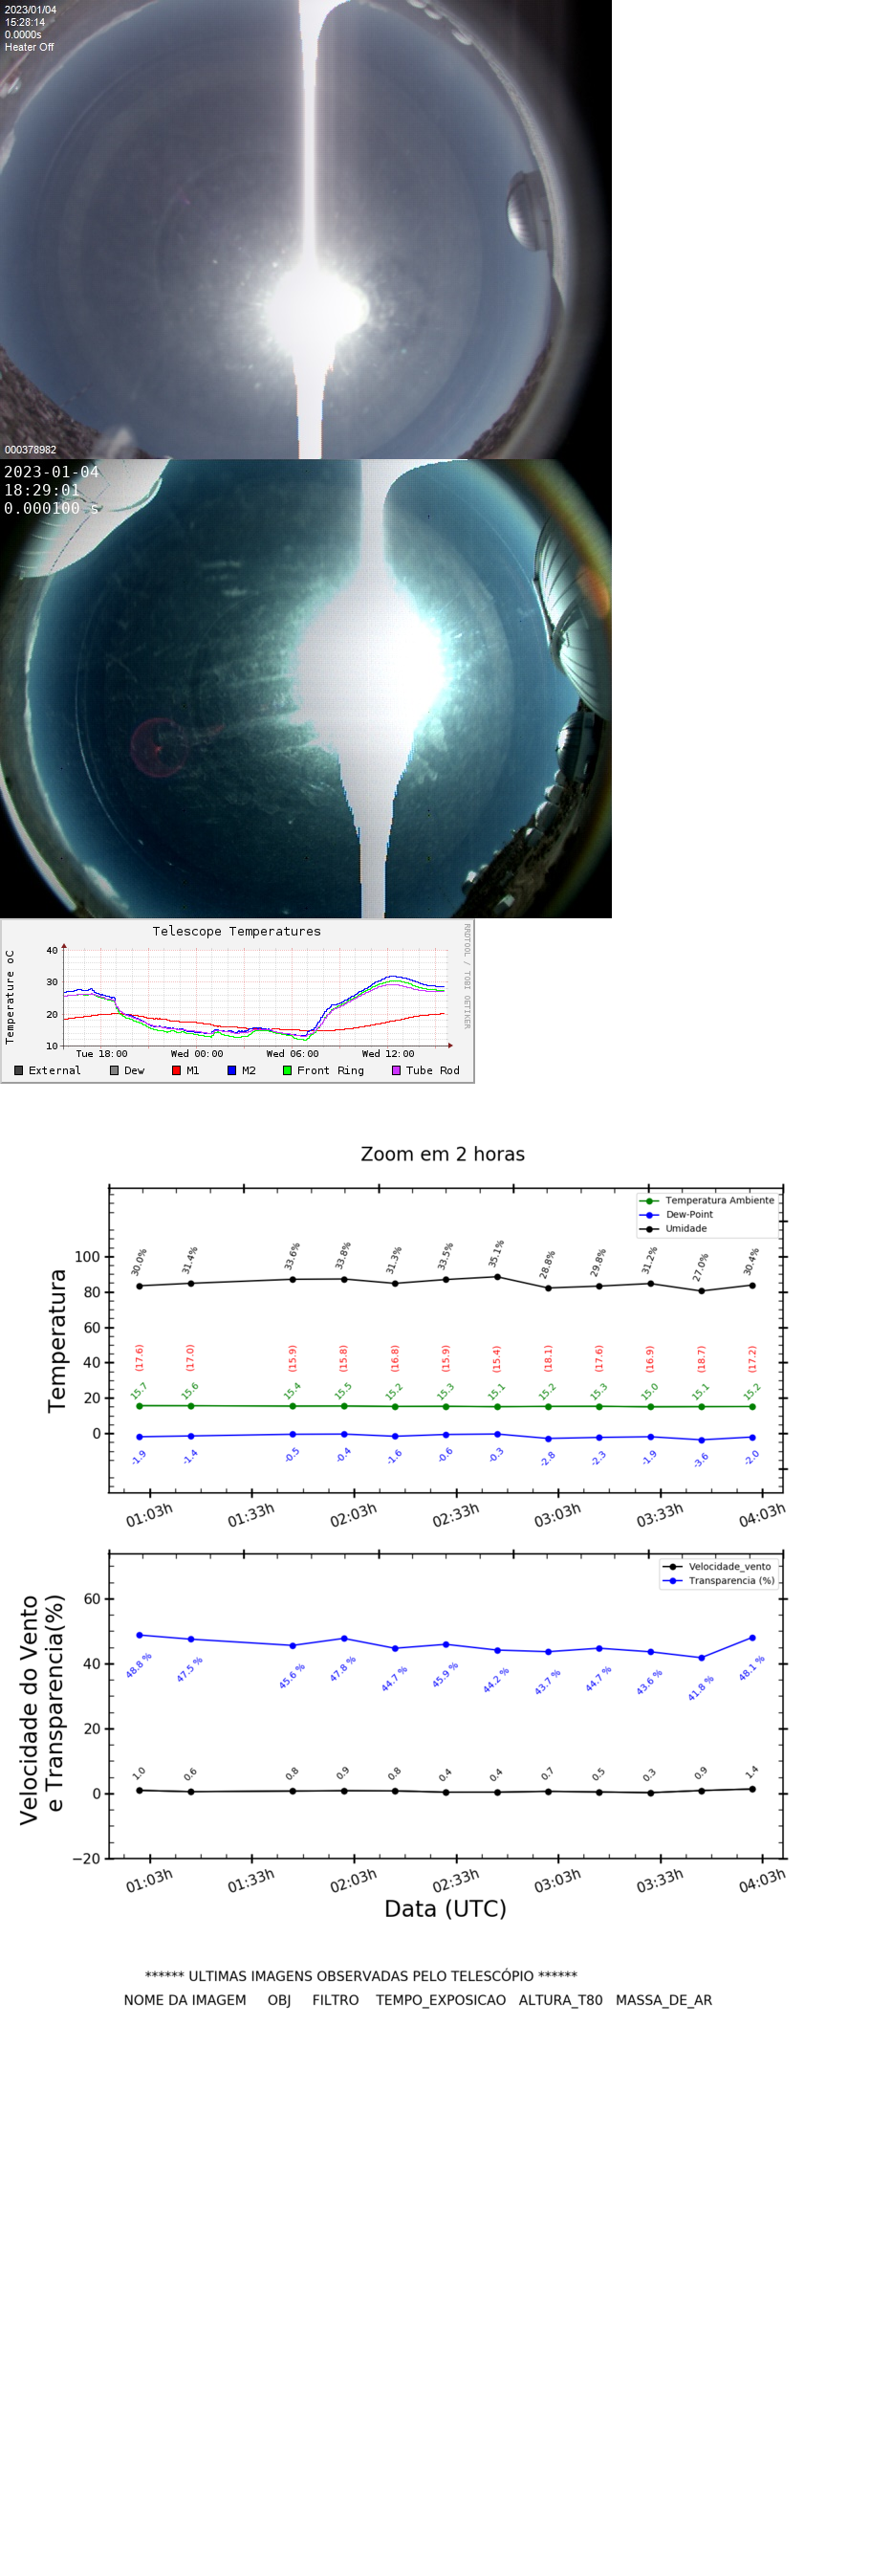 2023/01/04
15:28:14
0.0000s
Heater Off
000378982
2023-01-04
18:29:01
0.000100 s
Telescope Temperatures
RRDTOOL / TOBI OETIKER
Temperature oC
40
30
20
10
Tue 18:00 Wed 00:00 Wed 06:00 Wed 12:00
External Dew M1 M2 Front Ring Tube Rod
Zoom em 2 horas
Temperatura Ambiente
Dew-Point
Umidade
Temperatura
100
80
60
40
20
0
30.0% 31.4% 33.6% 33.8% 31.3% 33.5% 35.1% 28.8% 29.8% 31.2% 27.0% 30.4%
(17.6) (17.0) (15.9) (15.8) (16.8) (15.9) (15.4) (18.1) (17.6) (16.9) (18.7) (17.2)
15.7 15.6 15.4 15.5 15.2 15.3 15.1 15.2 15.3 15.0 15.1 15.2
-1.9 -1.4 -0.5 -0.4 -1.6 -0.6 -0.3 -2.8 -2.3 -1.9 -3.6 -2.0
01:03h 01:33h 02:03h 02:33h 03:03h 03:33h 04:03h
Velocidade_vento
Transparencia (%)
Velocidade do Vento
e Transparencia(%)
60
40
20
0
−20
48.8 % 47.5 % 45.6 % 47.8 % 44.7 % 45.9 % 44.2 % 43.7 % 44.7 % 43.6 % 41.8 % 48.1 %
1.0 0.6 0.8 0.9 0.8 0.4 0.4 0.7 0.5 0.3 0.9 1.4
01:03h 01:33h 02:03h 02:33h 03:03h 03:33h 04:03h
Data (UTC)
****** ULTIMAS IMAGENS OBSERVADAS PELO TELESCÓPIO ******
NOME DA IMAGEM OBJ FILTRO TEMPO_EXPOSICAO ALTURA_T80 MASSA_DE_AR